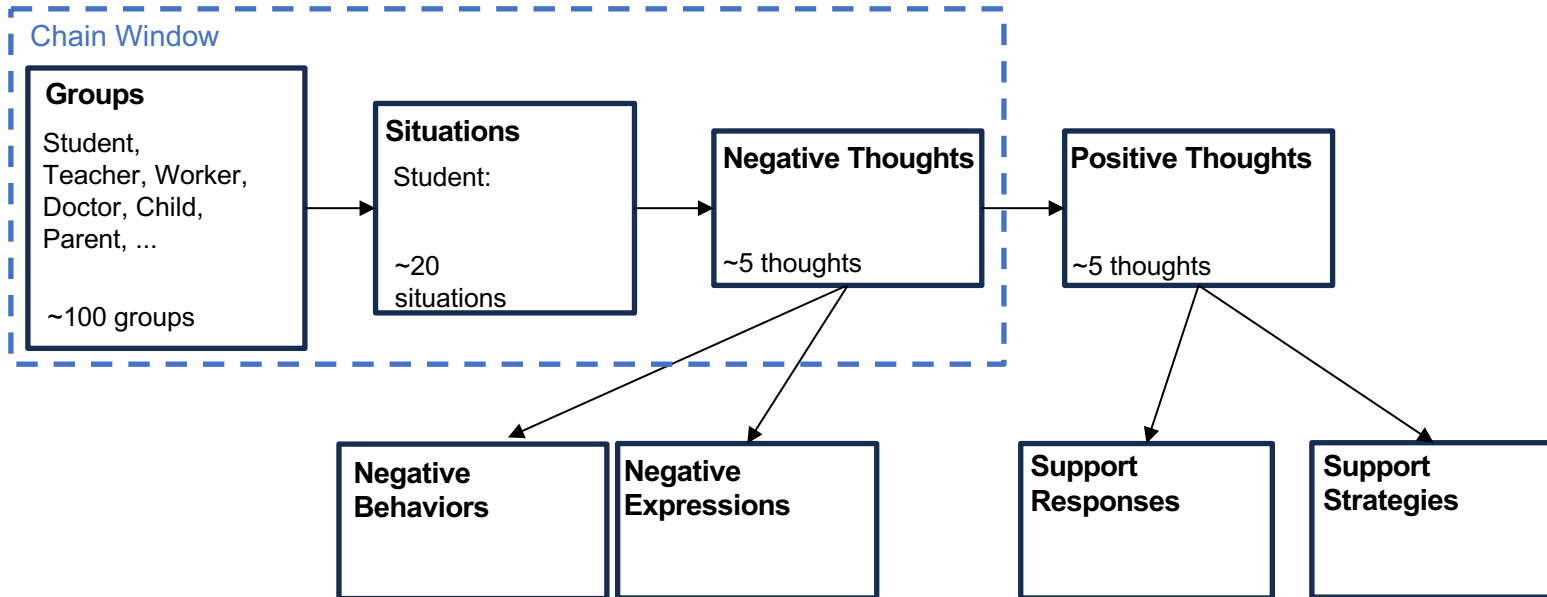 Chain Window
Groups
Student,
Teacher, Worker,
Doctor, Child,
Parent, ...
~100 groups
Situations
Student:
~20
situations
Negative Thoughts
~5 thoughts
Positive Thoughts
~5 thoughts
Negative
Behaviors
Negative
Expressions
Support
Responses
Support
Strategies